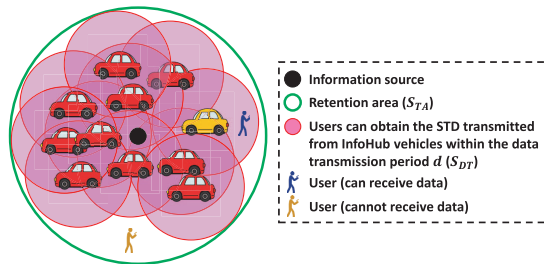 Information source
Retention area (S_TA)
Users can obtain the STD transmitted
from InfoHub vehicles within the data
transmission period d (S_DT)
User (can receive data)
User (cannot receive data)